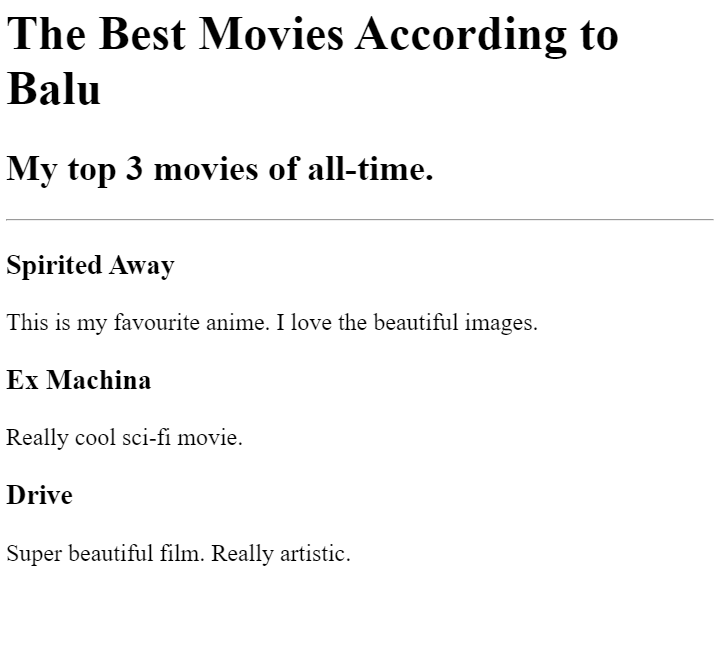 The Best Movies According to
Balu
My top 3 movies of all-time.
Spirited Away
This is my favourite anime. I love the beautiful images.
Ex Machina
Really cool sci-fi movie.
Drive
Super beautiful film. Really artistic.